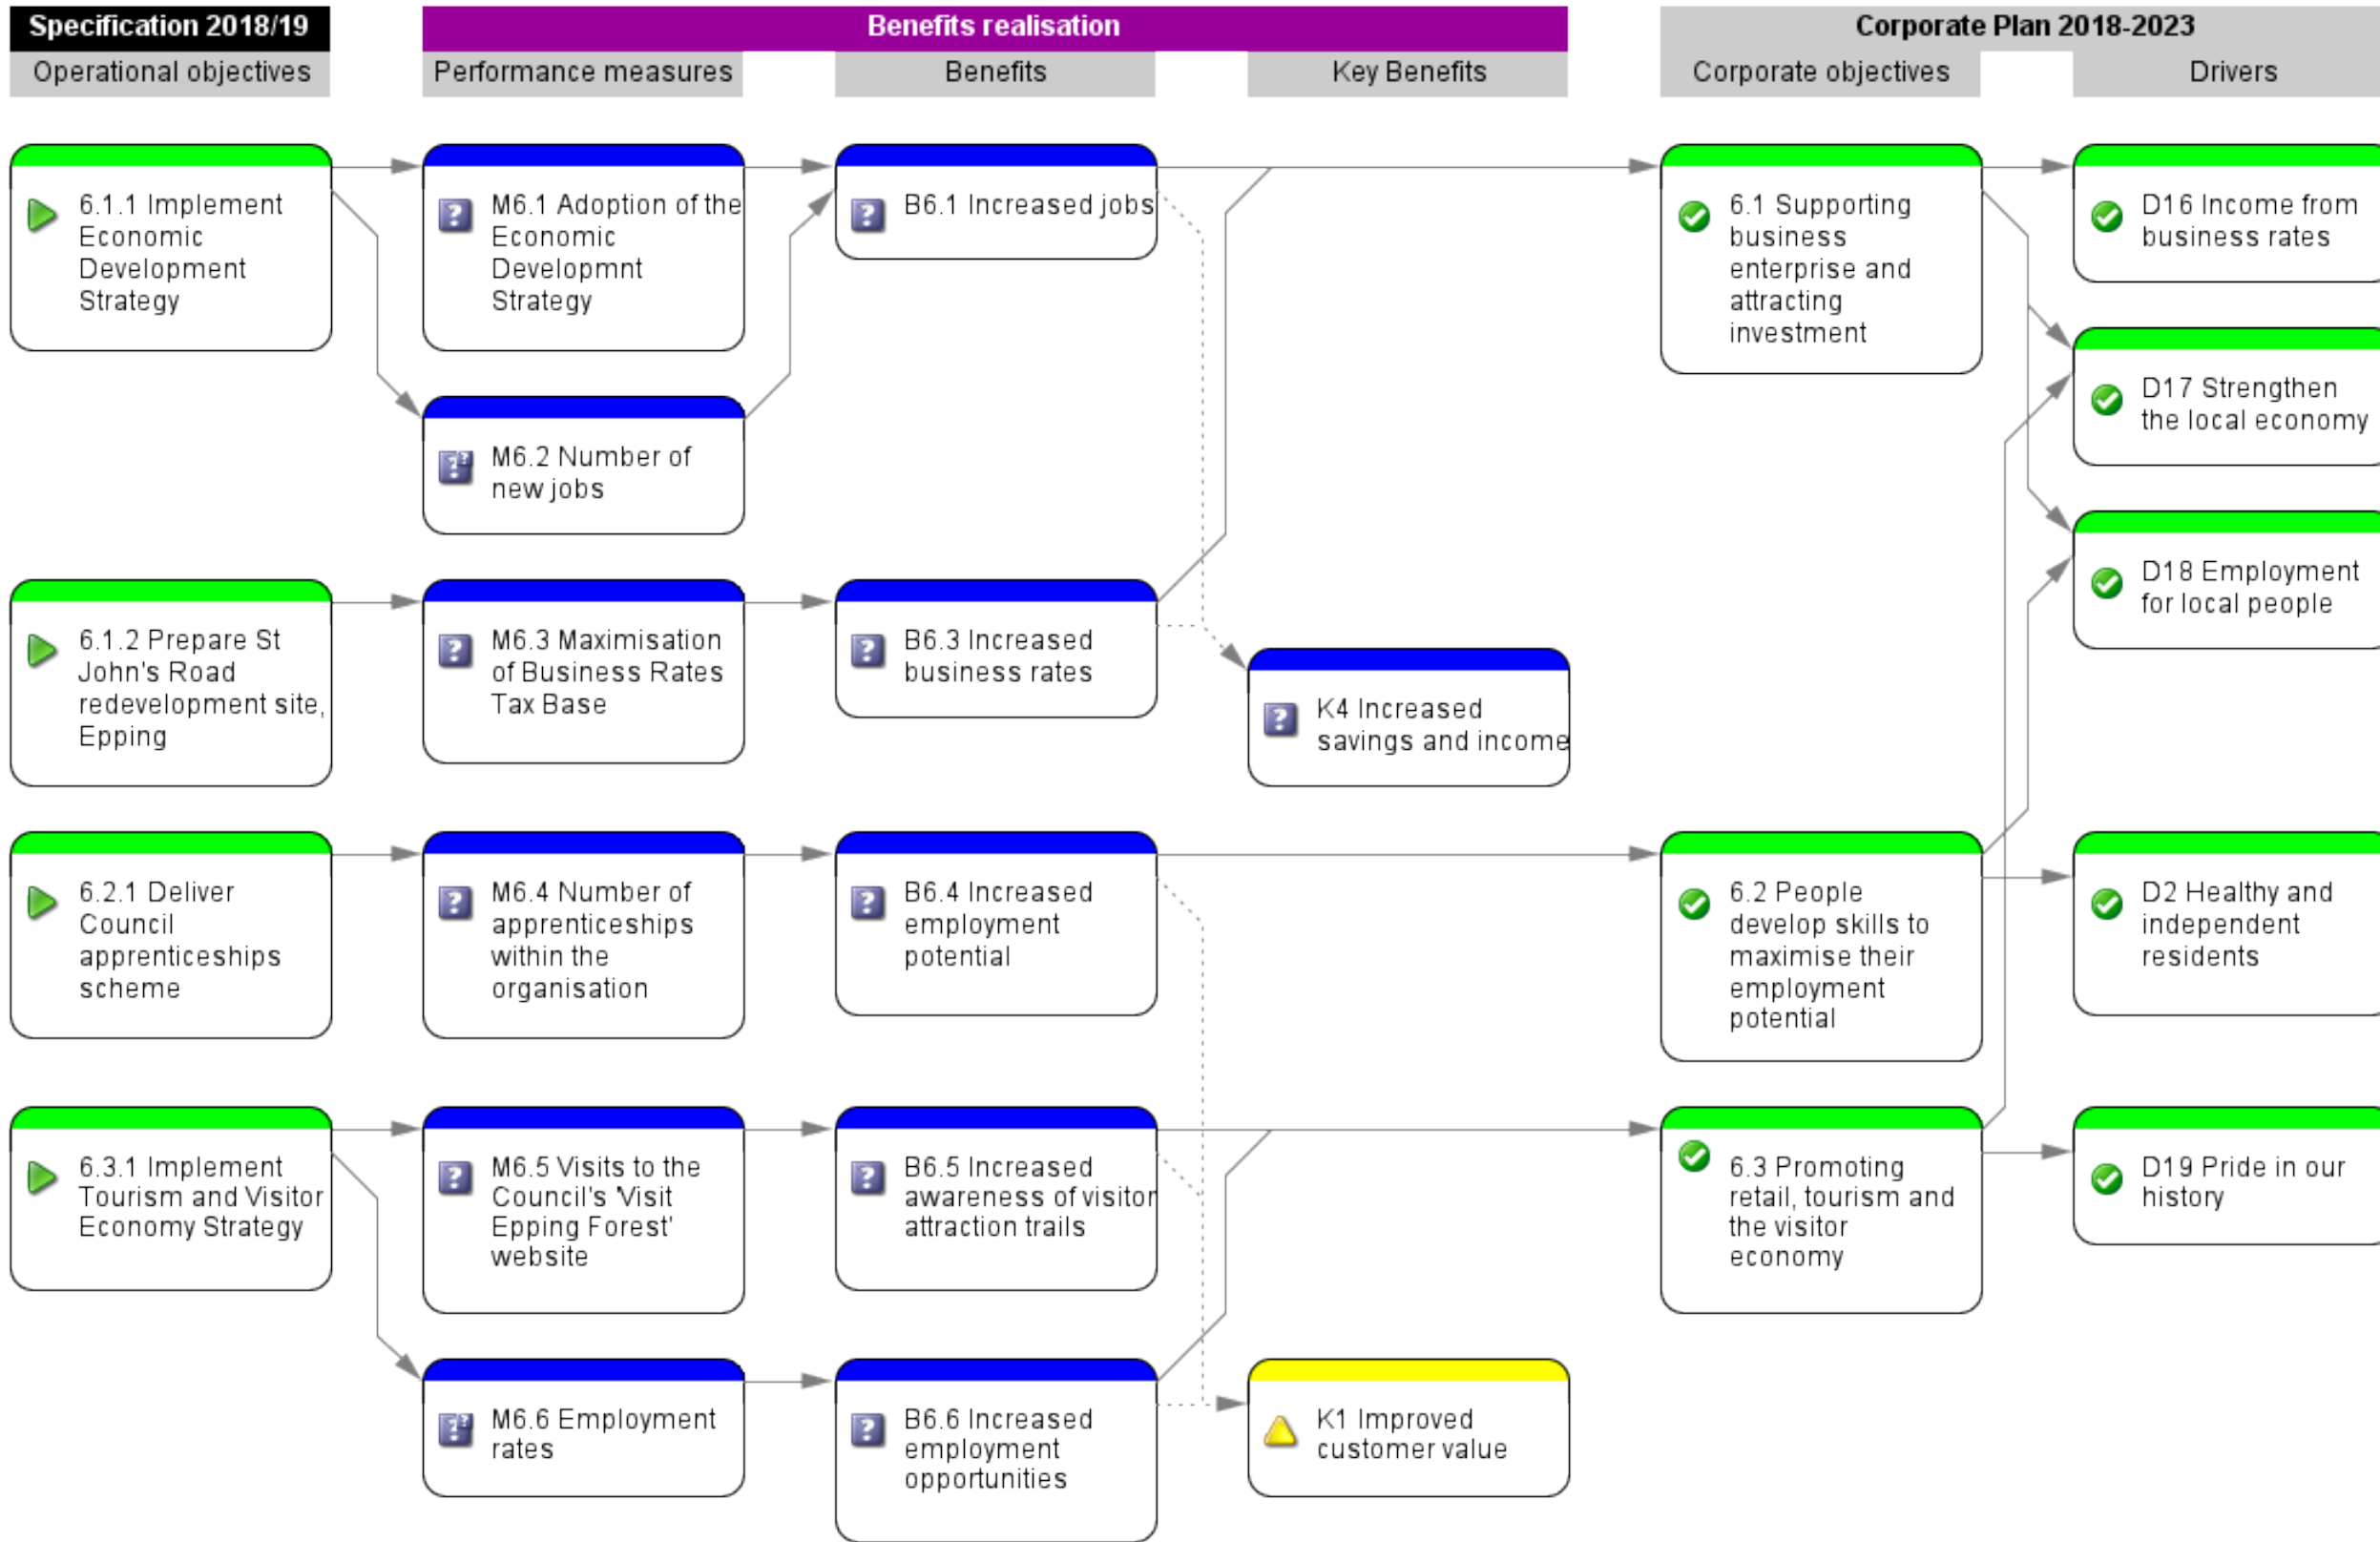 Specification 2018/19
Benefits realisation
Corporate Plan 2018-2023
Operational objectives
Performance measures
Benefits
Key Benefits
Corporate objectives
Drivers
6.1.1 Implement
Economic
Development
Strategy
M6.1 Adoption of the
Economic
Developmnt
Strategy
B6.1 Increased jobs
6.1 Supporting
business
enterprise and
attracting
investment
D16 Income from
business rates
D17 Strengthen
the local economy
M6.2 Number of
new jobs
D18 Employment
for local people
6.1.2 Prepare St
John's Road
redevelopment site,
Epping
M6.3 Maximisation
of Business Rates
Tax Base
B6.3 Increased
business rates
K4 Increased
savings and income
6.2.1 Deliver
Council
apprenticeships
scheme
M6.4 Number of
apprenticeships
within the
organisation
B6.4 Increased
employment
potential
6.2 People
develop skills to
maximise their
employment
potential
D2 Healthy and
independent
residents
6.3.1 Implement
Tourism and Visitor
Economy Strategy
M6.5 Visits to the
Council's 'Visit
Epping Forest'
website
B6.5 Increased
awareness of visitor
attraction trails
6.3 Promoting
retail, tourism and
the visitor
economy
D19 Pride in our
history
M6.6 Employment
rates
B6.6 Increased
employment
opportunities
K1 Improved
customer value